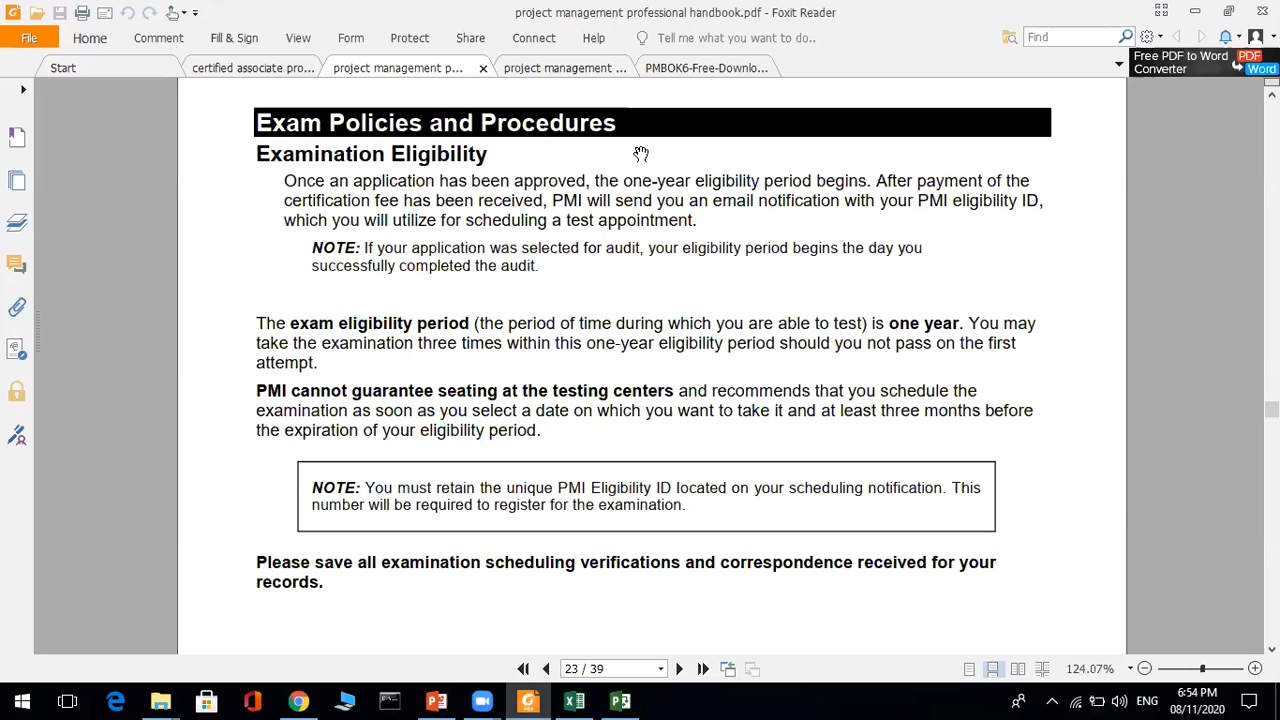 project management professional handbook.pdf - Foxit Reader
File Home Comment Fill & Sign View Form Protect Share Connect Help Tell me what you want to do.. Find
Start certified associate pro... project management p... project management ... PMBOK6-Free-Downlo...
Free PDF to Word
Converter
PDF
Word
Exam Policies and Procedures
Examination Eligibility
Once an application has been approved, the one-year eligibility period begins. After payment of the
certification fee has been received, PMI will send you an email notification with your PMI eligibility ID,
which you will utilize for scheduling a test appointment.
NOTE: If your application was selected for audit, your eligibility period begins the day you
successfully completed the audit.
The exam eligibility period (the period of time during which you are able to test) is one year. You may
take the examination three times within this one-year eligibility period should you not pass on the first
attempt.
PMI cannot guarantee seating at the testing centers and recommends that you schedule the
examination as soon as you select a date on which you want to take it and at least three months before
the expiration of your eligibility period.
NOTE: You must retain the unique PMI Eligibility ID located on your scheduling notification. This
number will be required to register for the examination.
Please save all examination scheduling verifications and correspondence received for your
records.
23 / 39
124.07%
ENG
6:54 PM
08/11/2020